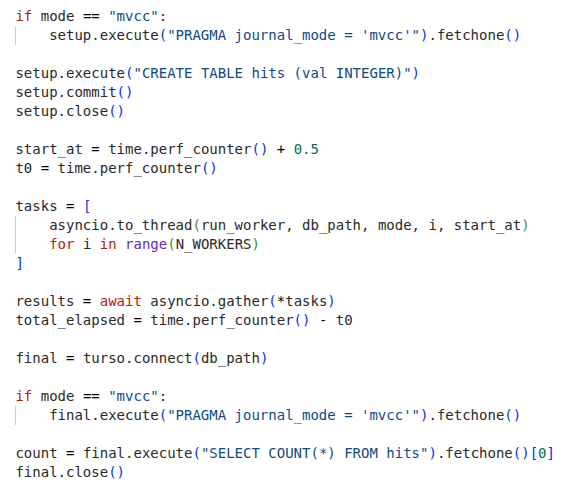 if mode == "mvcc":
    setup.execute("PRAGMA journal_mode = 'mvcc'").fetchone()

setup.execute("CREATE TABLE hits (val INTEGER)")
setup.commit()
setup.close()

start_at = time.perf_counter() + 0.5
t0 = time.perf_counter()

tasks = [
    asyncio.to_thread(run_worker, db_path, mode, i, start_at)
    for i in range(N_WORKERS)
]

results = await asyncio.gather(*tasks)
total_elapsed = time.perf_counter() - t0

final = turso.connect(db_path)

if mode == "mvcc":
    final.execute("PRAGMA journal_mode = 'mvcc'").fetchone()

count = final.execute("SELECT COUNT(*) FROM hits").fetchone()[0]
final.close()